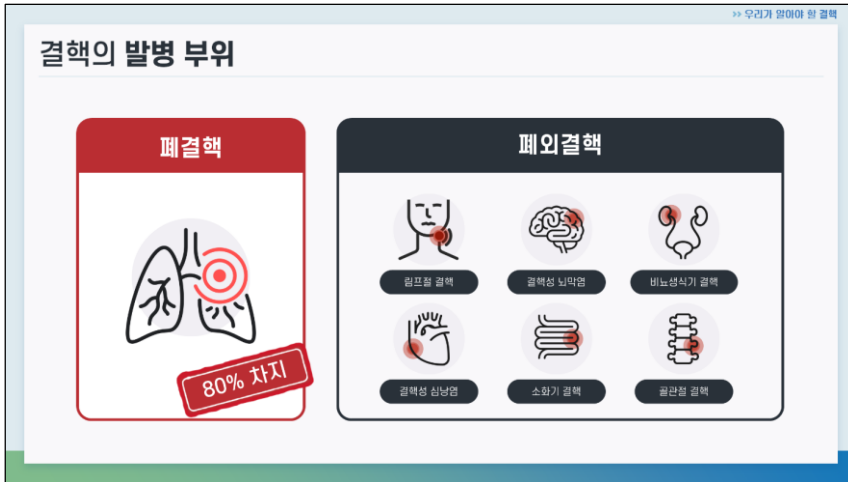 >> 우리가 알아야 할 결핵
결핵의 발병 부위
폐결핵
80% 차지
폐외결핵
림프절 결핵
결핵성 뇌막염
비뇨생식기 결핵
결핵성 심낭염
소화기 결핵
골관절 결핵